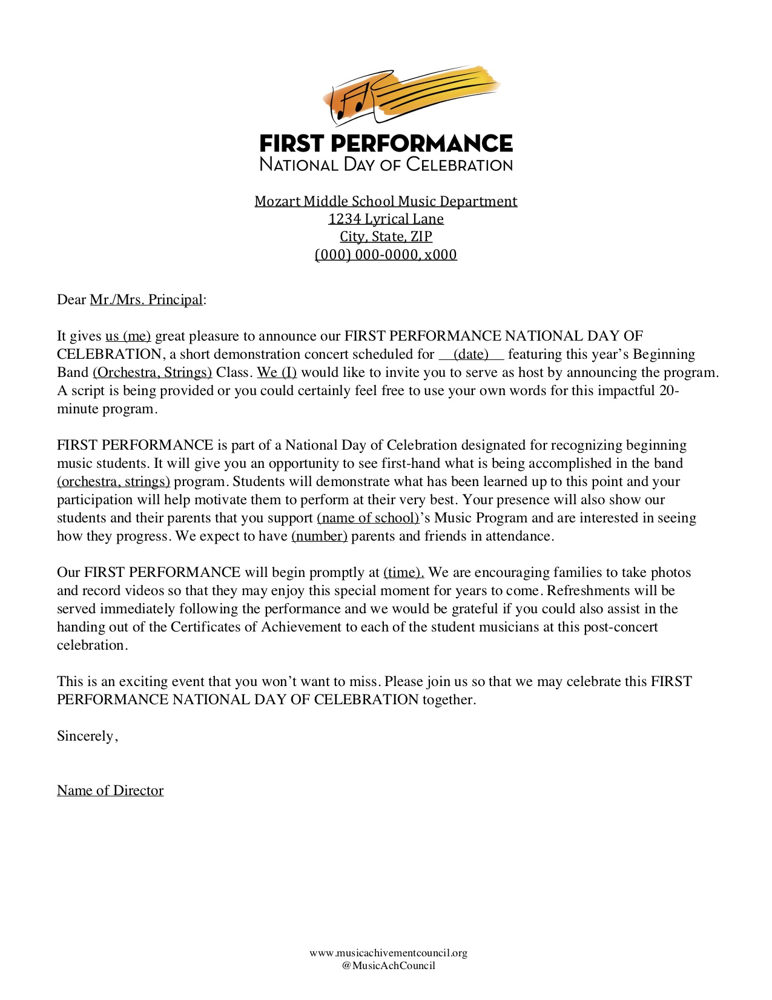 FIRST PERFORMANCE
NATIONAL DAY OF CELEBRATION
Mozart Middle School Music Department
1234 Lyrical Lane
City, State, ZIP
(000) 000-0000, x000
Dear Mr./Mrs. Principal:
It gives us (me) great pleasure to announce our FIRST PERFORMANCE NATIONAL DAY OF
CELEBRATION, a short demonstration concert scheduled for __(date)__ featuring this year’s Beginning
Band (Orchestra, Strings) Class. We (I) would like to invite you to serve as host by announcing the program.
A script is being provided or you could certainly feel free to use your own words for this impactful 20-
minute program.
FIRST PERFORMANCE is part of a National Day of Celebration designated for recognizing beginning
music students. It will give you an opportunity to see first-hand what is being accomplished in the band
(orchestra, strings) program. Students will demonstrate what has been learned up to this point and your
participation will help motivate them to perform at their very best. Your presence will also show our
students and their parents that you support (name of school)’s Music Program and are interested in seeing
how they progress. We expect to have (number) parents and friends in attendance.
Our FIRST PERFORMANCE will begin promptly at (time). We are encouraging families to take photos
and record videos so that they may enjoy this special moment for years to come. Refreshments will be
served immediately following the performance and we would be grateful if you could also assist in the
handing out of the Certificates of Achievement to each of the student musicians at this post-concert
celebration.
This is an exciting event that you won’t want to miss. Please join us so that we may celebrate this FIRST
PERFORMANCE NATIONAL DAY OF CELEBRATION together.
Sincerely,
Name of Director
www.musicachivementcouncil.org
@MusicAchCouncil